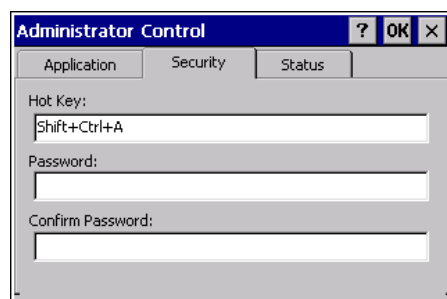 Administrator Control ? OK ×
Application Security Status
Hot Key:
Shift+Ctrl+A
Password:
Confirm Password: